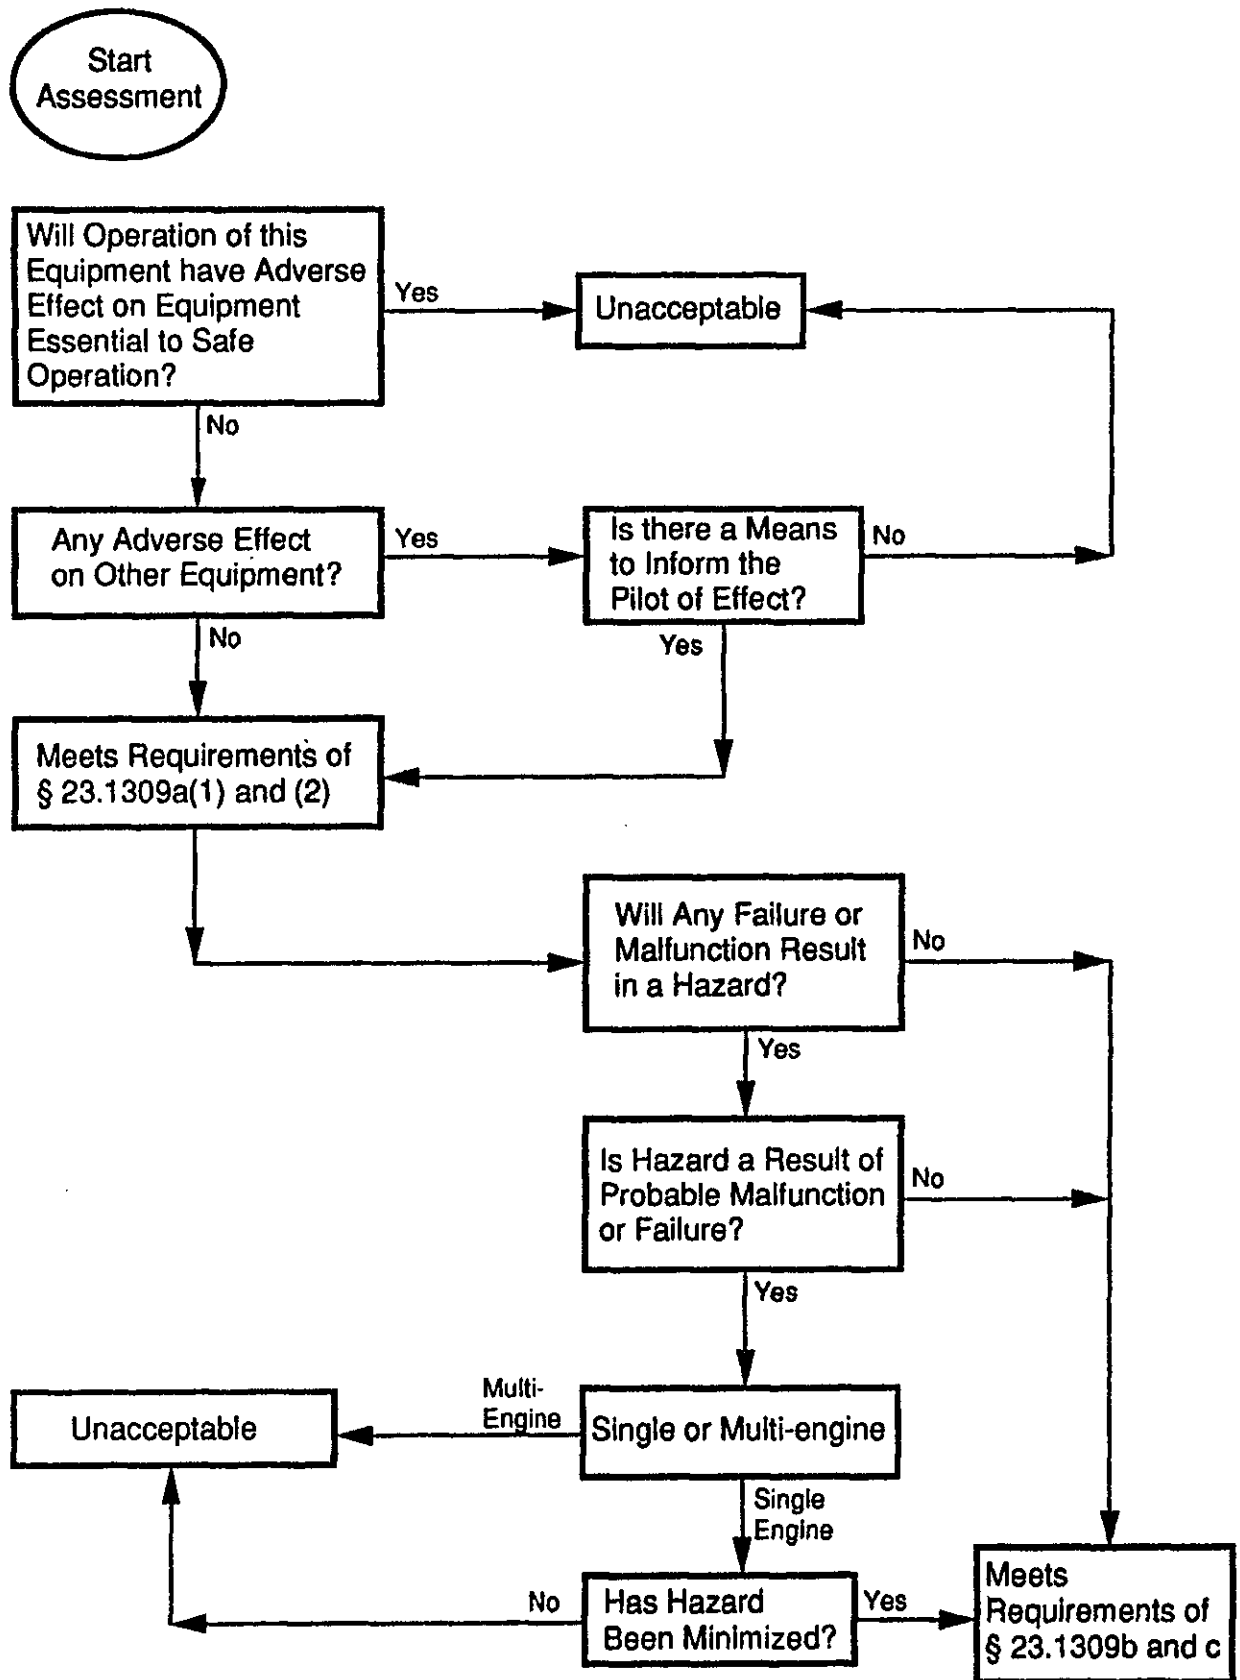 Start
Assessment
Will Operation of this
Equipment have Adverse
Effect on Equipment
Essential to Safe
Operation?
Yes
Unacceptable
No
Any Adverse Effect
on Other Equipment?
Yes
Is there a Means
to Inform the
Pilot of Effect?
No
No
Yes
Meets Requirements of
§ 23.1309a(1) and (2)
Will Any Failure or
Malfunction Result
in a Hazard?
No
Yes
Is Hazard a Result of
Probable Malfunction
or Failure?
No
Yes
Unacceptable
Multi-
Engine
Single or Multi-engine
Single
Engine
No
Has Hazard
Been Minimized?
Yes
Meets
Requirements of
§ 23.1309b and c